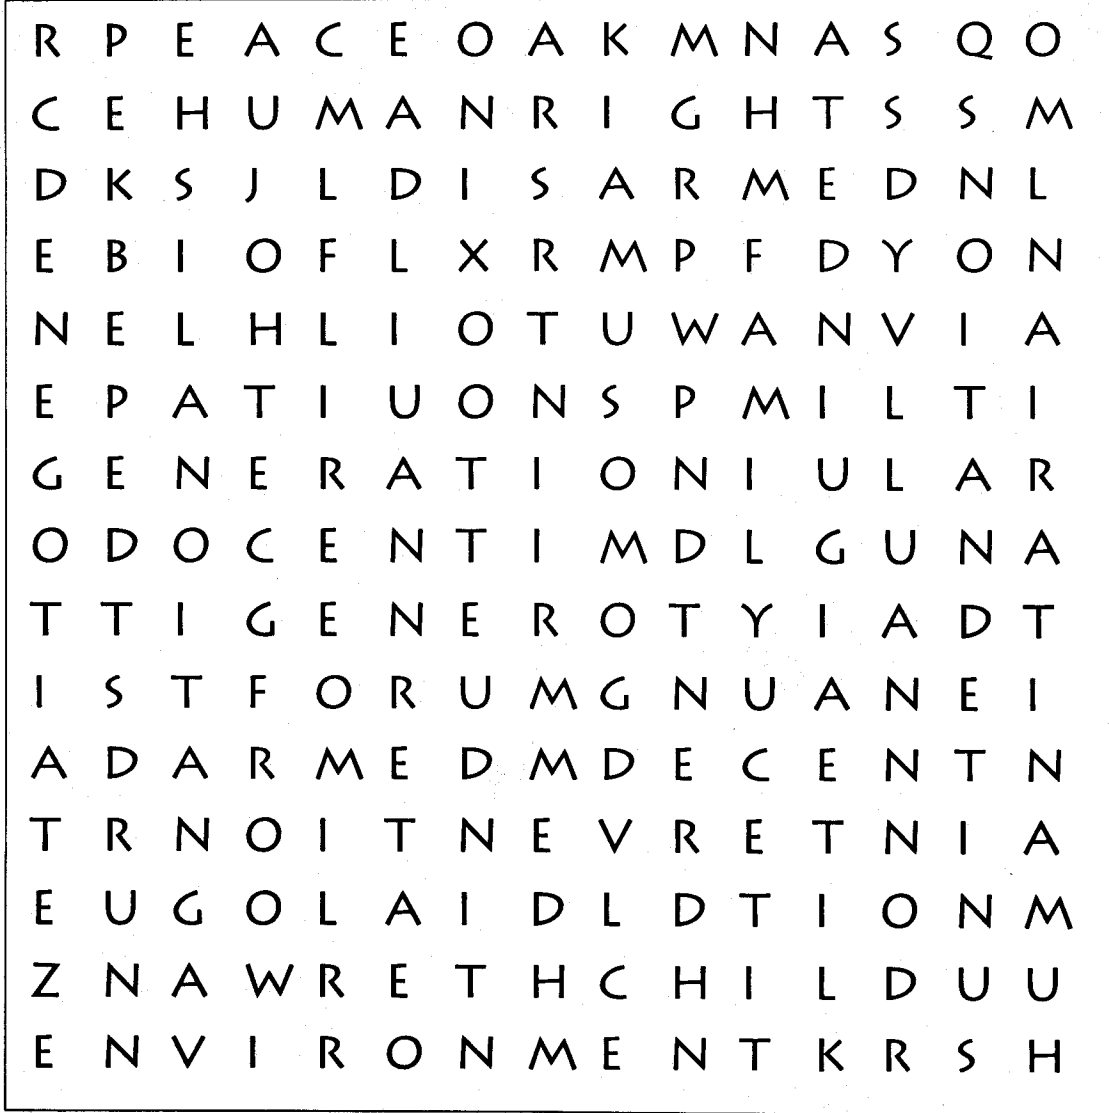 R P E A C E O A K M N A S Q O
C E H U M A N R I G H T S S M
D K S J L D I S A R M E D N L
E B I O F L X R M P F D Y O N
N E L H L I O T U W A N V I A
E P A T I U O N S P M I L T I
G E N E R A T I O N I U L A R
O D O C E N T I M D L G U N A
T T I G E N E R O T Y I A D T
I S T F O R U M G N U A N E I
A D A R M E D M D E C E N T N
T R N O I T N E V R E T N I A
E U G O L A I D L D T I O N M
Z N A W R E T H C H I L D U U
E N V I R O N M E N T K R S H